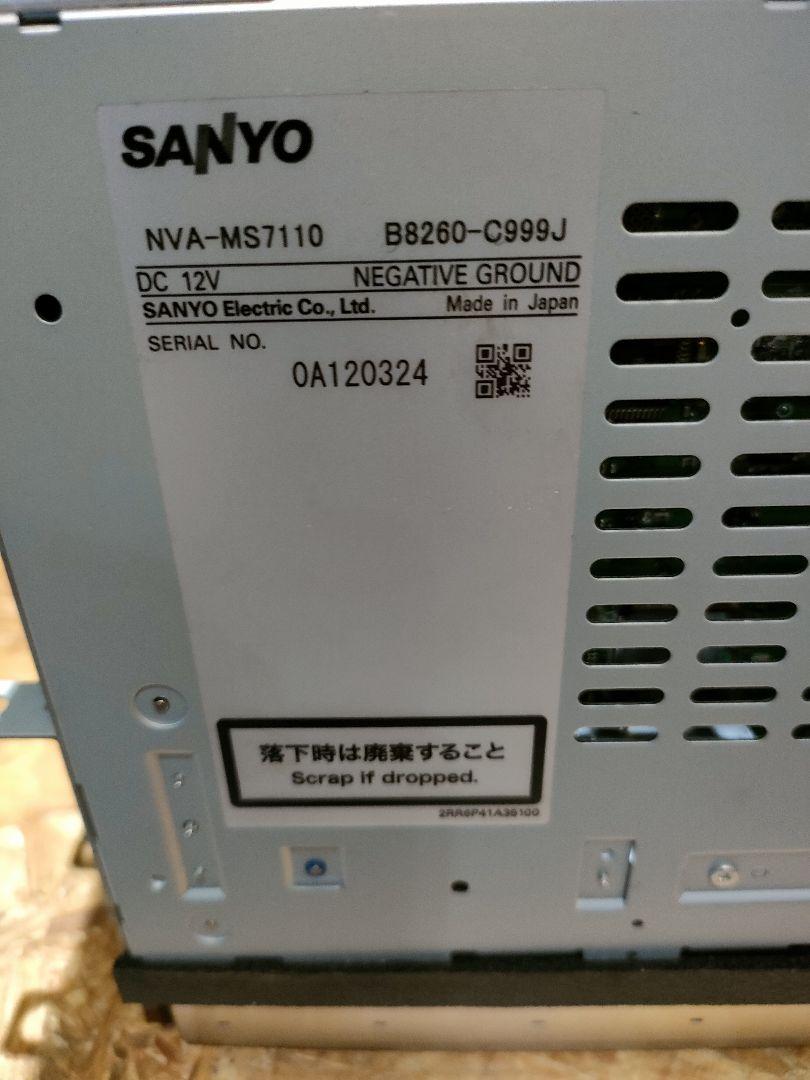 SANYO
NVA-MS7110 B8260-C999J
DC 12V NEGATIVE GROUND
SANYO Electric Co., Ltd. Made in Japan
SERIAL NO.
0A120324
落下時は廃棄すること
Scrap if dropped.
2RR6P41A35100